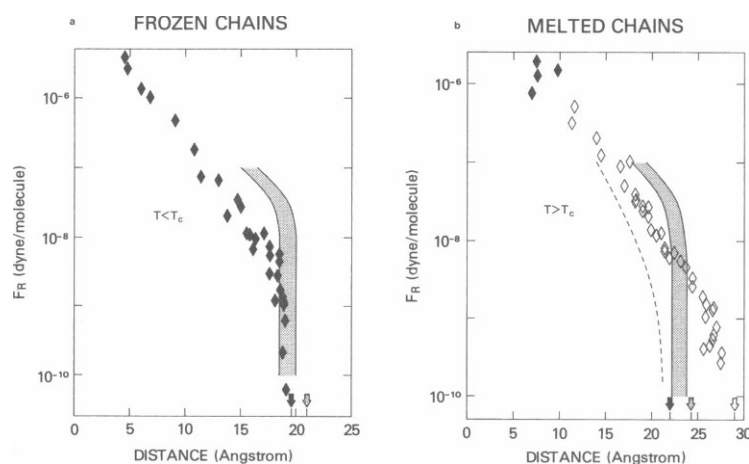 a FROZEN CHAINS
10⁻⁶
10⁻⁸
10⁻¹⁰
F_R (dyne/molecule)
T<T_c
0 5 10 15 20 25
DISTANCE (Angstrom)
b MELTED CHAINS
10⁻⁶
10⁻⁸
10⁻¹⁰
F_R (dyne/molecule)
T>T_c
0 5 10 15 20 25 30
DISTANCE (Angstrom)